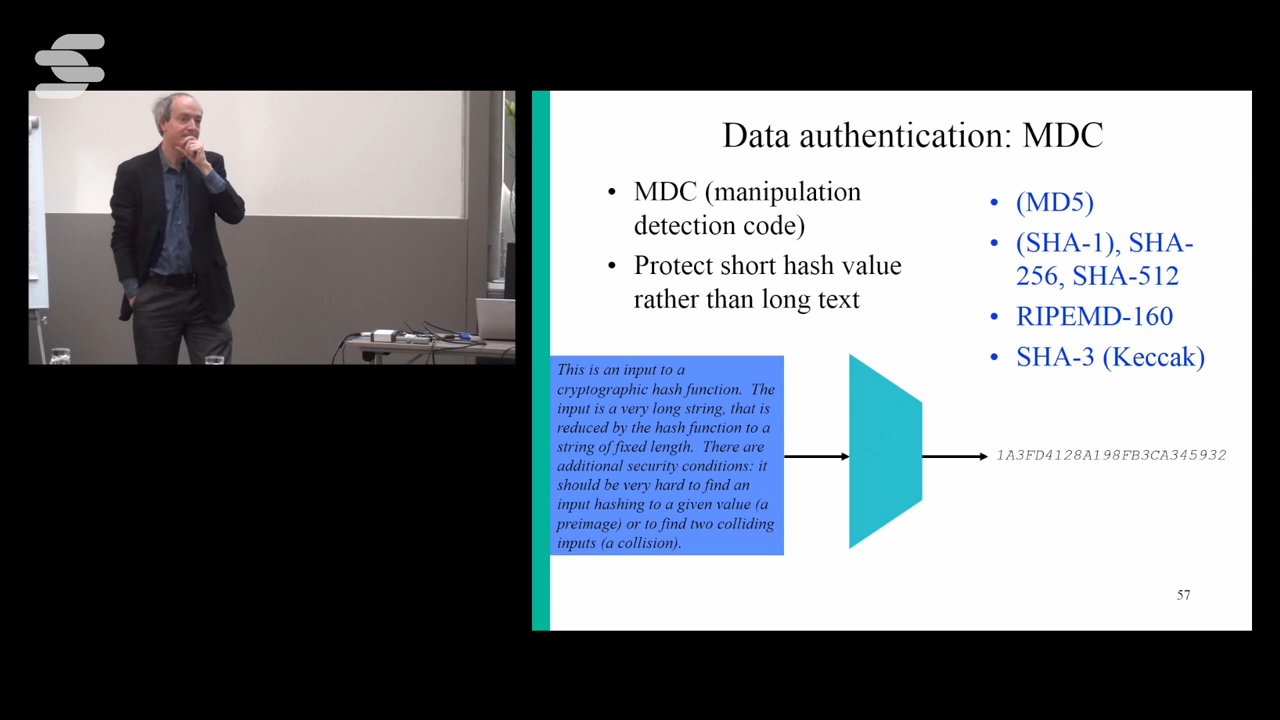 Data authentication: MDC
• MDC (manipulation
detection code)
• Protect short hash value
rather than long text
• (MD5)
• (SHA-1), SHA-
256, SHA-512
• RIPEMD-160
• SHA-3 (Keccak)
This is an input to a
cryptographic hash function. The
input is a very long string, that is
reduced by the hash function to a
string of fixed length. There are
additional security conditions: it
should be very hard to find an
input hashing to a given value (a
preimage) or to find two colliding
inputs (a collision).
1A3FD4128A198FB3CA345932
57